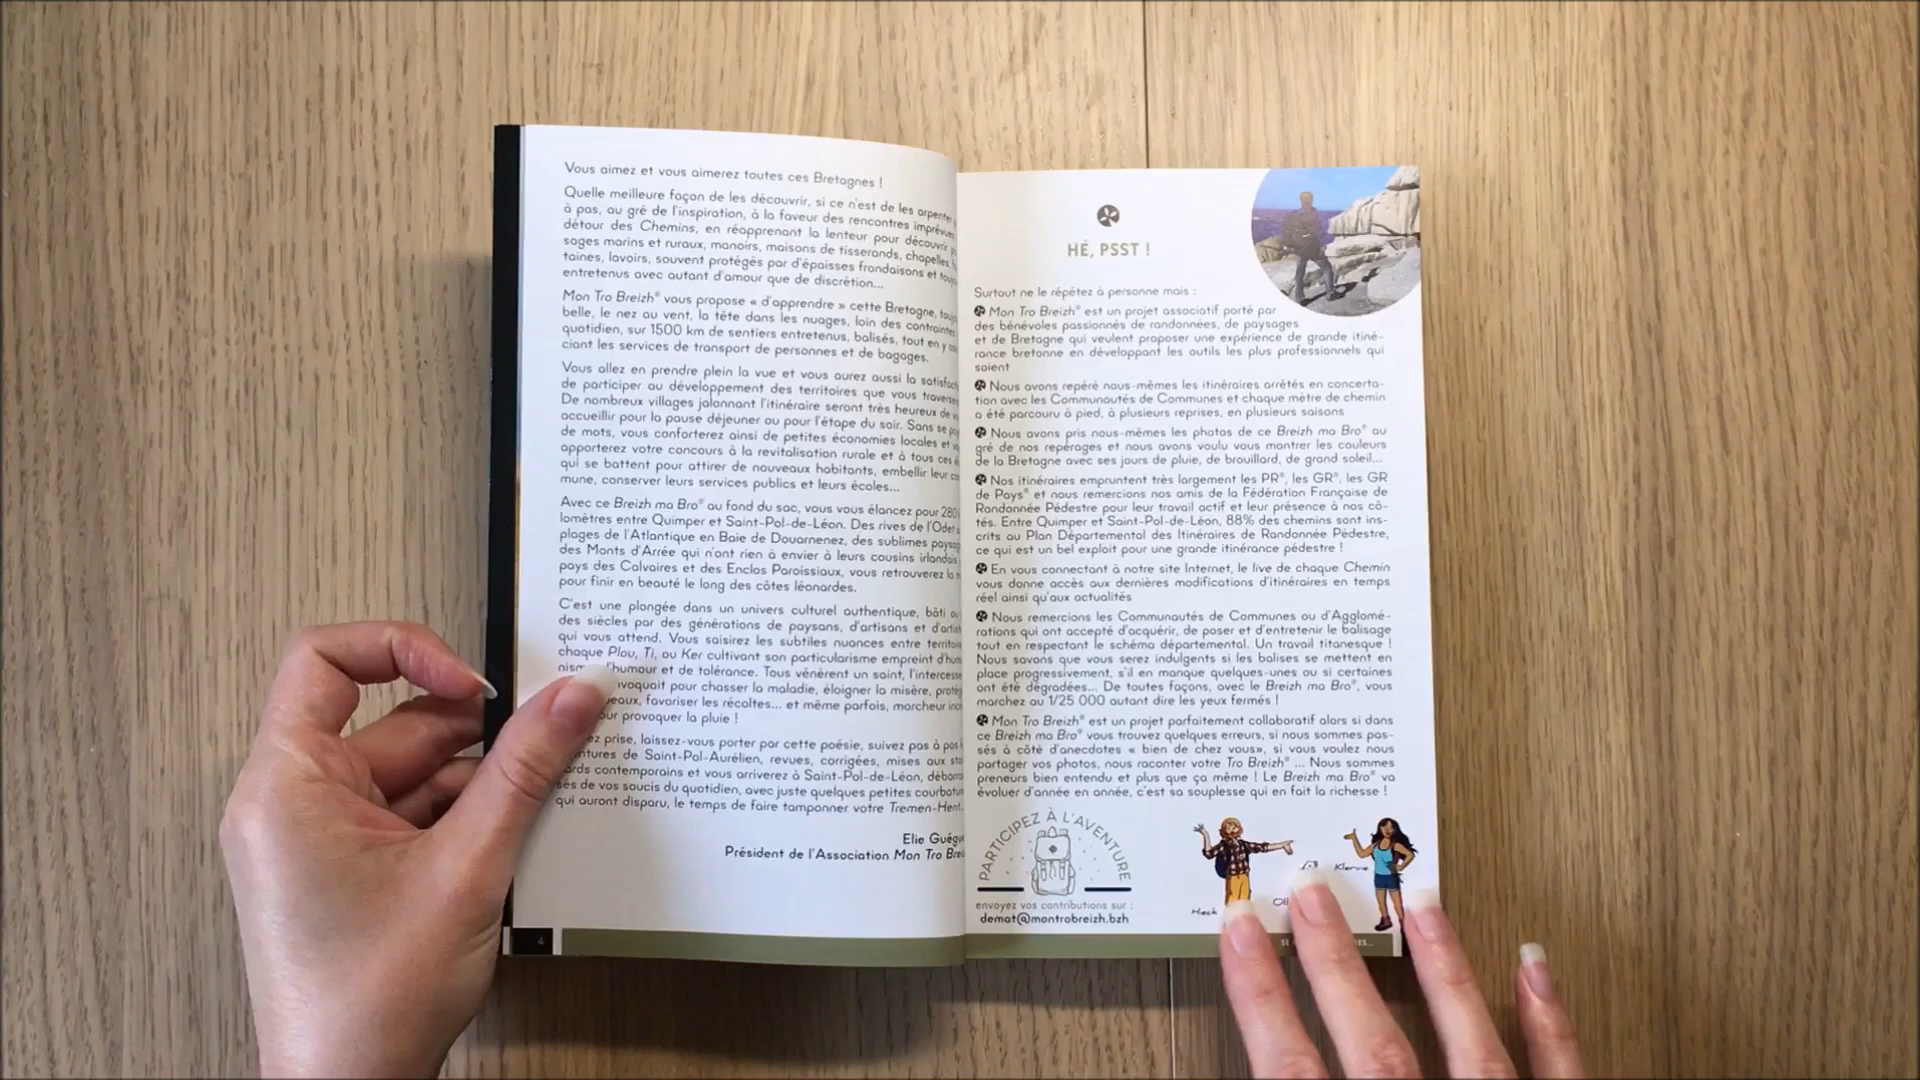 Vous aimez et vous aimerez toutes ces Bretagnes !
Quelle meilleure façon de les découvrir, si ce n'est de les arpenter
à pas, au gré de l'inspiration, à la faveur des rencontres imprévues
détour des Chemins, en réapprenant la lenteur pour découvrir
sages marins et ruraux, manoirs, maisons de tisserands, chapelles,
taines, lavoirs, souvent protégés par d'épaisses frondaisons et
entretenus avec autant d'amour que de discrétion...
Mon Tro Breizh® vous propose « d'apprendre » cette Bretagne,
belle, le nez au vent, la tête dans les nuages, loin des contraintes
quotidien, sur 1500 km de sentiers entretenus, balisés, tout en y
ciant les services de transport de personnes et de bagages.
Vous allez en prendre plein la vue et vous aurez aussi la
de participer au développement des territoires que vous
De nombreux villages jalonnant l'itinéraire seront très heureux de
accueillir pour la pause déjeuner ou pour l'étape du soir. Sans se
de mots, vous conforterez ainsi de petites économies locales et
apporterez votre concours à la revitalisation rurale et à tous ces
qui se battent pour attirer de nouveaux habitants, embellir leur
mune, conserver leurs services publics et leurs écoles...
Avec ce Breizh ma Bro® au fond du sac, vous vous élancez pour 280
lomètres entre Quimper et Saint-Pol-de-Léon. Des rives de l'Odet
plages de l'Atlantique en Baie de Douarnenez, des sublimes
des Monts d'Arrée qui n'ont rien à envier à leurs cousins irlandais
pays des Calvaires et des Enclos Paroissiaux, vous retrouverez la
pour finir en beauté le long des côtes léonardes.
C'est une plongée dans un univers culturel authentique, bâti
des siècles par des générations de paysans, d'artisans et
qui vous attend. Vous saisirez les subtiles nuances entre
chaque Plou, Ti, ou Ker cultivant son particularisme empreint
l'humour et de tolérance. Tous vénèrent un saint,
nvoquait pour chasser la maladie, éloigner la misère,
eaux, favoriser les récoltes... et même parfois, marcheur
our provoquer la pluie !
ez prise, laissez-vous porter par cette poésie, suivez pas à pas
ntures de Saint-Pol-Aurélien, revues, corrigées, mises aux
ards contemporains et vous arriverez à Saint-Pol-de-Léon,
sés de vos soucis du quotidien, avec juste quelques petites
qui auront disparu, le temps de faire tamponner votre Tremen-Hent.
Elie
Président de l'Association Mon Tro
4
HÉ, PSST !
Surtout ne le répétez à personne mais :
Mon Tro Breizh® est un projet associatif porté par
des bénévoles passionnés de randonnées, de paysages
et de Bretagne qui veulent proposer une expérience de grande itiné-
rance bretonne en développant les outils les plus professionnels qui
soient
Nous avons repéré nous-mêmes les itinéraires arrêtés en concerta-
tion avec les Communautés de Communes et chaque mètre de chemin
a été parcouru à pied, à plusieurs reprises, en plusieurs saisons
Nous avons pris nous-mêmes les photos de ce Breizh ma Bro® au
gré de nos repérages et nous avons voulu vous montrer les couleurs
de la Bretagne avec ses jours de pluie, de brouillard, de grand soleil...
Nos itinéraires empruntent très largement les PR®, les GR®, les GR
de Pays® et nous remercions nos amis de la Fédération Française de
Randonnée Pédestre pour leur travail actif et leur présence à nos cô-
tés. Entre Quimper et Saint-Pol-de-Léon, 88% des chemins sont ins-
crits au Plan Départemental des Itinéraires de Randonnée Pédestre,
ce qui est un bel exploit pour une grande itinérance pédestre !
En vous connectant à notre site Internet, le live de chaque Chemin
vous donne accès aux dernières modifications d'itinéraires en temps
réel ainsi qu'aux actualités
Nous remercions les Communautés de Communes ou d'Agglomé-
rations qui ont accepté d'acquérir, de poser et d'entretenir le balisage
tout en respectant le schéma départemental. Un travail titanesque !
Nous savons que vous serez indulgents si les balises se mettent en
place progressivement, s'il en manque quelques-unes ou si certaines
ont été dégradées... De toutes façons, avec le Breizh ma Bro®, vous
marchez au 1/25 000 autant dire les yeux fermés !
Mon Tro Breizh® est un projet parfaitement collaboratif alors si dans
ce Breizh ma Bro® vous trouvez quelques erreurs, si nous sommes pas-
sés à côté d'anecdotes « bien de chez vous», si vous voulez nous
partager vos photos, nous raconter votre Tro Breizh® ... Nous sommes
preneurs bien entendu et plus que ça même ! Le Breizh ma Bro® va
évoluer d'année en année, c'est sa souplesse qui en fait la richesse !
PARTICIPEZ À L'AVENTURE
envoyez vos contributions sur :
demat@montrobreizh.bzh
Klervie